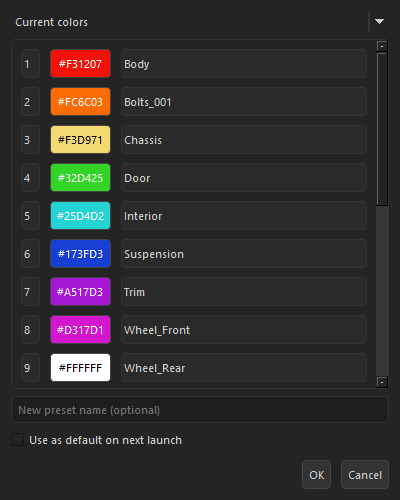 Current colors
1 #F31207 Body
2 #FC6C03 Bolts_001
3 #F3D971 Chassis
4 #32D425 Door
5 #25D4D2 Interior
6 #173FD3 Suspension
7 #A517D3 Trim
8 #D317D1 Wheel_Front
9 #FFFFFF Wheel_Rear
New preset name (optional)
Use as default on next launch
OK Cancel